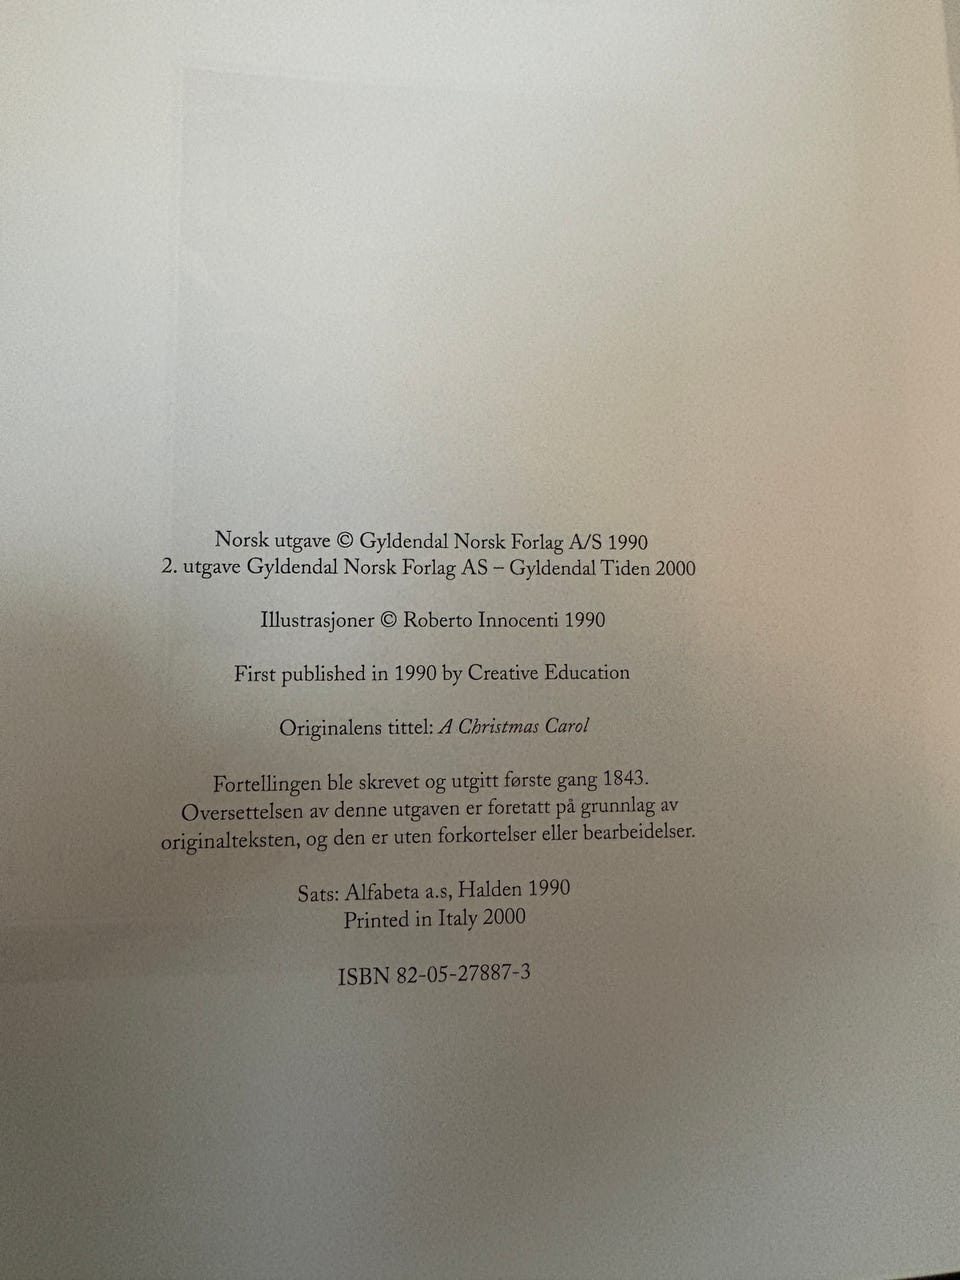 Norsk utgave © Gyldendal Norsk Forlag A/S 1990
2. utgave Gyldendal Norsk Forlag AS – Gyldendal Tiden 2000
Illustrasjoner © Roberto Innocenti 1990
First published in 1990 by Creative Education
Originalens tittel: A Christmas Carol
Fortellingen ble skrevet og utgitt første gang 1843.
Oversettelsen av denne utgaven er foretatt på grunnlag av
originalteksten, og den er uten forkortelser eller bearbeidelser.
Sats: Alfabeta a.s, Halden 1990
Printed in Italy 2000
ISBN 82-05-27887-3